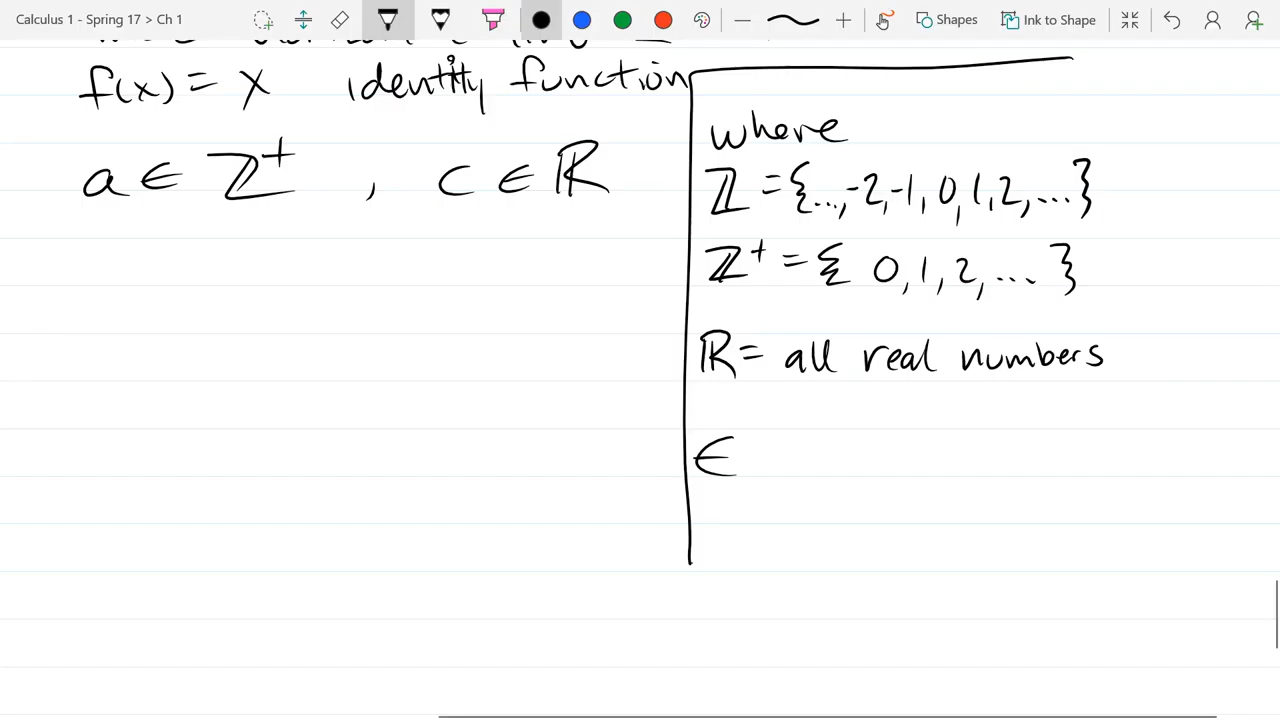 Calculus 1 - Spring 17 > Ch 1
Shapes
Ink to Shape
f(x) = x identity function
a ∈ ℤ⁺ , c ∈ ℝ
where
ℤ = {..., -2, -1, 0, 1, 2, ...}
ℤ⁺ = { 0, 1, 2, ... }
ℝ = all real numbers
∈